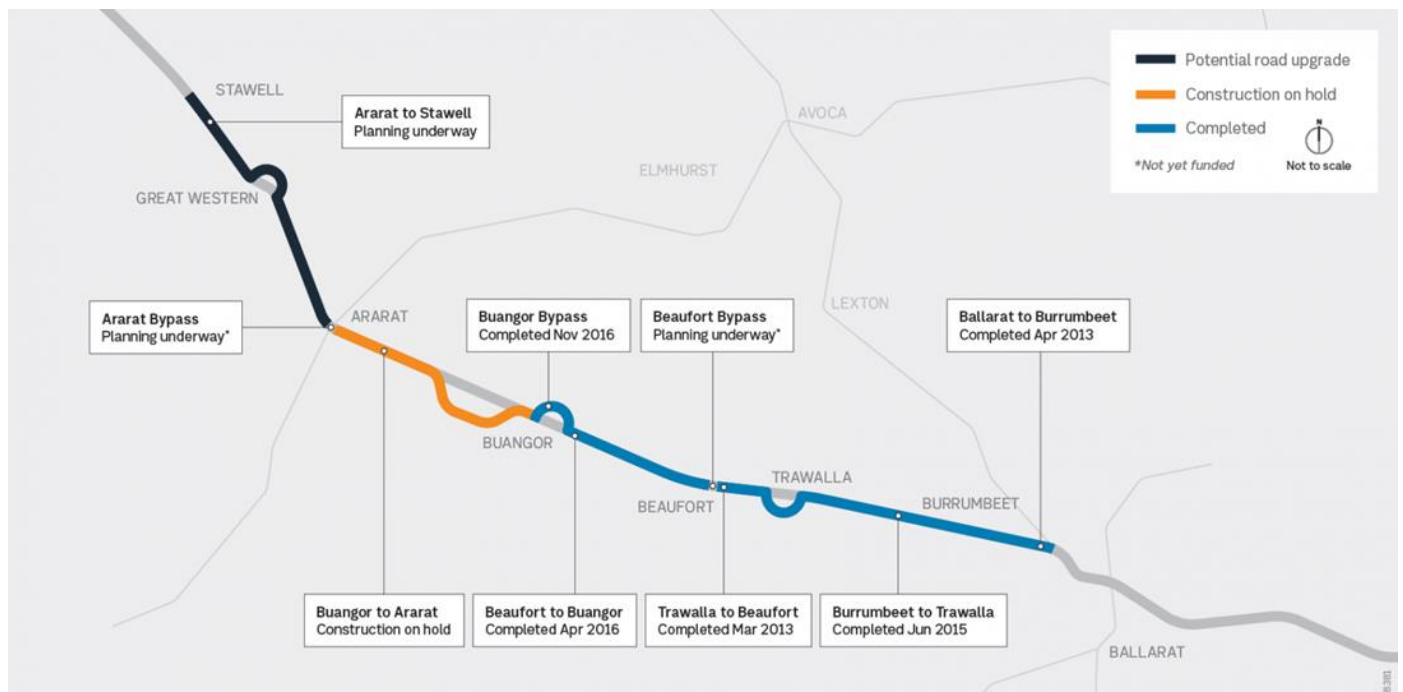 STAWELL
Ararat to Stawell
Planning underway
GREAT WESTERN
AVOCA
ELMHURST
Potential road upgrade
Construction on hold
Completed
*Not yet funded
N
Not to scale
Ararat Bypass
Planning underway*
ARARAT
Buangor Bypass
Completed Nov 2016
Beaufort Bypass
Planning underway*
LEXTON
Ballarat to Burrumbeet
Completed Apr 2013
BUANGOR
BEAUFORT
TRAWALLA
BURRUMBEET
Buangor to Ararat
Construction on hold
Beaufort to Buangor
Completed Apr 2016
Trawalla to Beaufort
Completed Mar 2013
Burrumbeet to Trawalla
Completed Jun 2015
BALLARAT